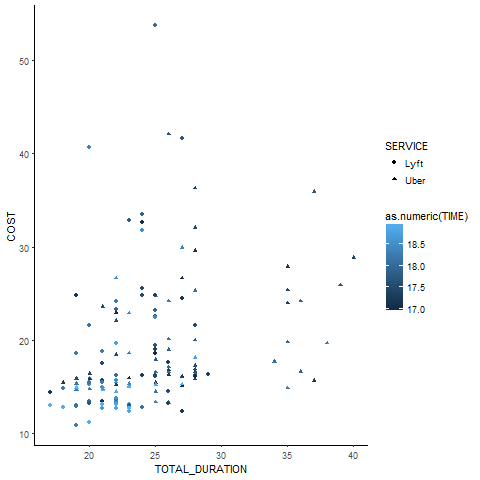 50
40
30
20
10
COST
20
25
30
35
40
TOTAL_DURATION
SERVICE
Lyft
Uber
as.numeric(TIME)
18.5
18.0
17.5
17.0